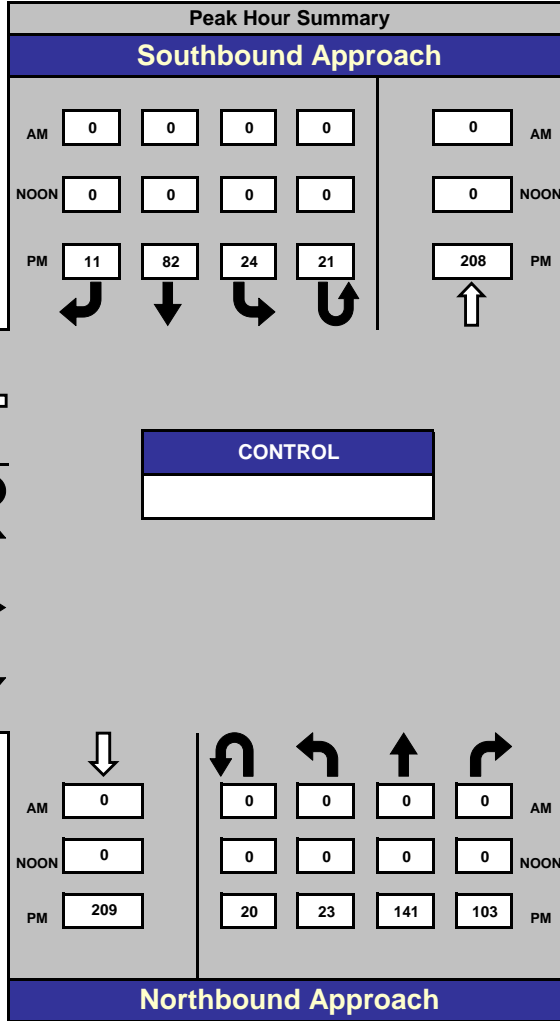 Peak Hour Summary
Southbound Approach
AM 0 0 0 0 0 AM
NOON 0 0 0 0 0 NOON
PM 11 82 24 21 208 PM
CONTROL
AM 0 0 0 0 0 AM
NOON 0 0 0 0 0 NOON
PM 209 20 23 141 103 PM
Northbound Approach